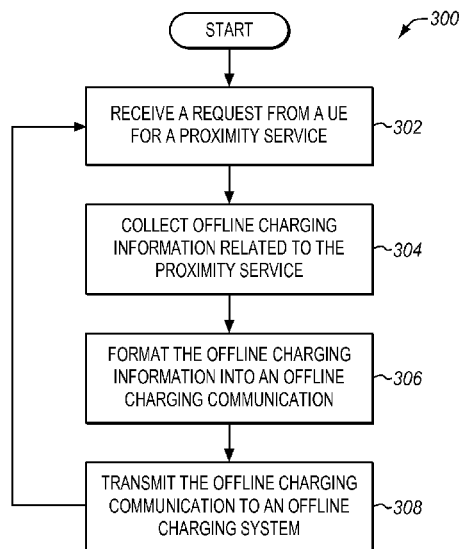 START
300
RECEIVE A REQUEST FROM A UE
FOR A PROXIMITY SERVICE
302
COLLECT OFFLINE CHARGING
INFORMATION RELATED TO THE
PROXIMITY SERVICE
304
FORMAT THE OFFLINE CHARGING
INFORMATION INTO AN OFFLINE
CHARGING COMMUNICATION
306
TRANSMIT THE OFFLINE CHARGING
COMMUNICATION TO AN OFFLINE
CHARGING SYSTEM
308